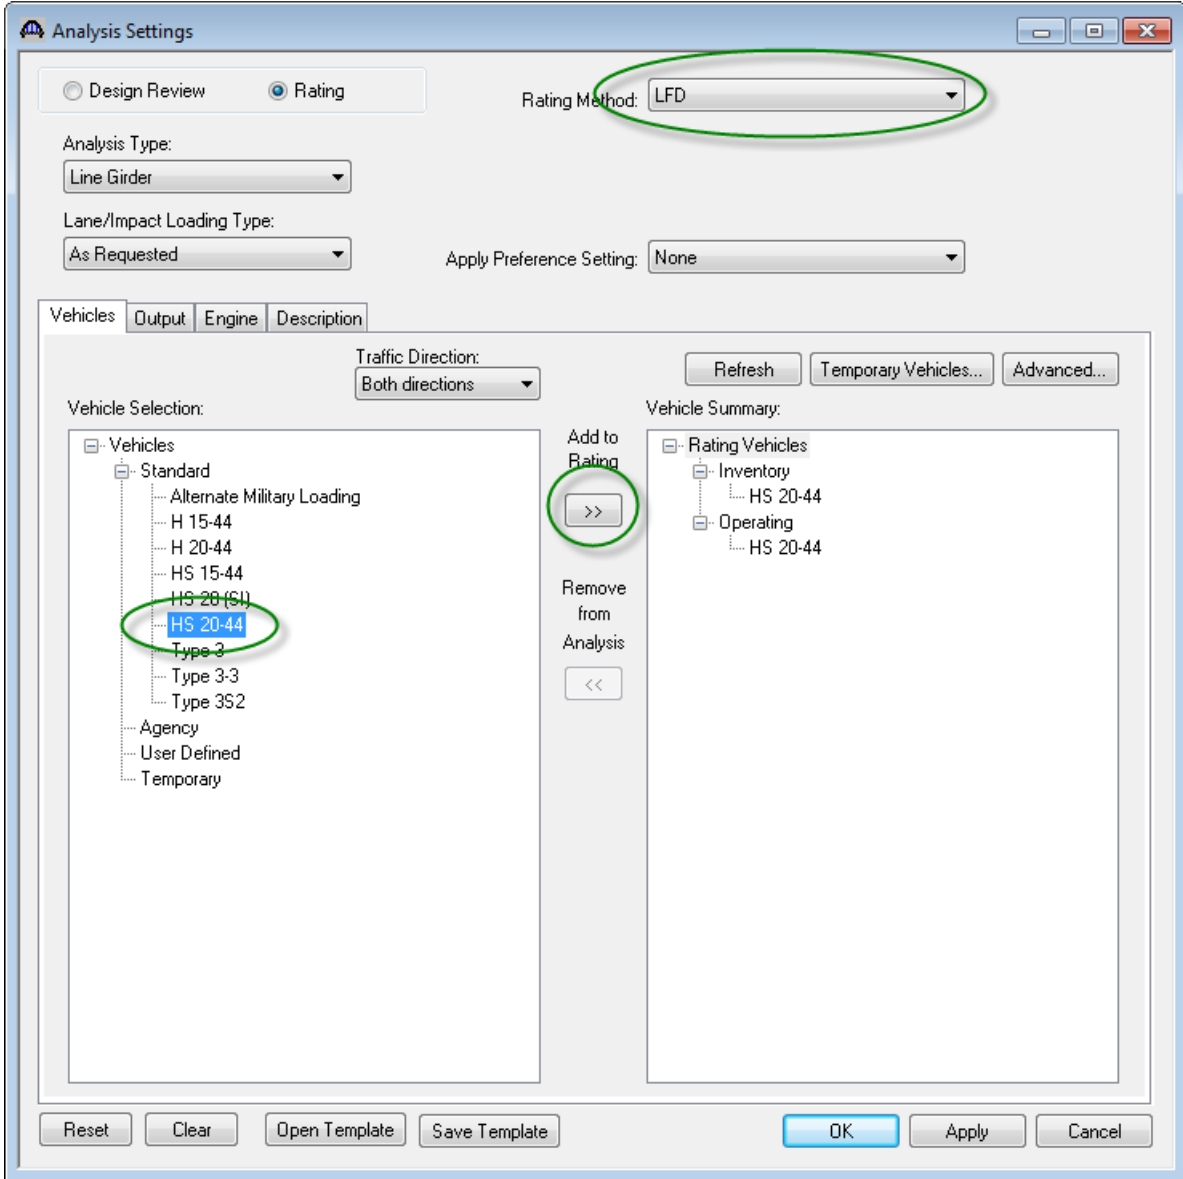 Analysis Settings
Design Review
Rating
Rating Method:
LFD
Analysis Type:
Line Girder
Lane/Impact Loading Type:
As Requested
Apply Preference Setting:
None
Vehicles
Output
Engine
Description
Traffic Direction:
Both directions
Refresh
Temporary Vehicles...
Advanced...
Vehicle Selection:
Vehicles
Standard
Alternate Military Loading
H 15-44
H 20-44
HS 15-44
HS 20 (SI)
HS 20-44
Type 3
Type 3-3
Type 3S2
Agency
User Defined
Temporary
Add to
Rating
>>
Remove
from
Analysis
<<
Vehicle Summary:
Rating Vehicles
Inventory
HS 20-44
Operating
HS 20-44
Reset
Clear
Open Template
Save Template
OK
Apply
Cancel